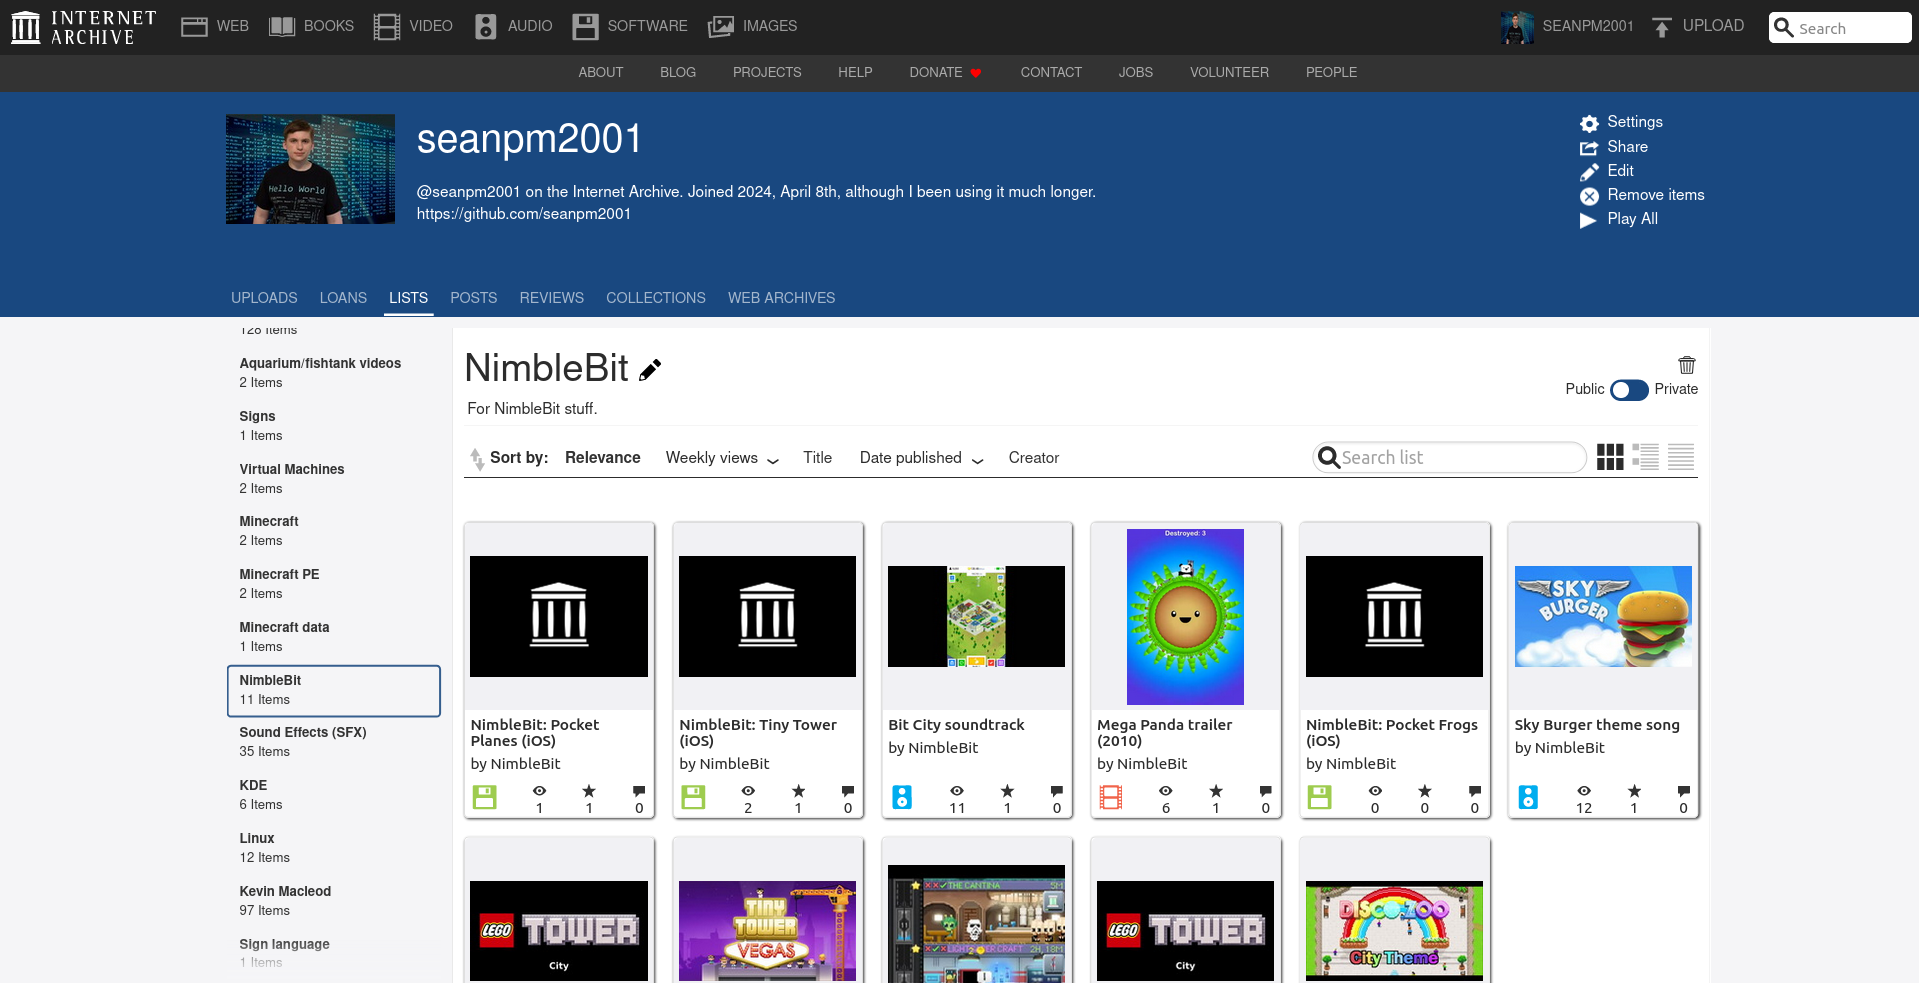 INTERNET ARCHIVE
WEB BOOKS VIDEO AUDIO SOFTWARE IMAGES
SEANPM2001 UPLOAD Search
ABOUT BLOG PROJECTS HELP DONATE CONTACT JOBS VOLUNTEER PEOPLE
Hello World
seanpm2001
@seanpm2001 on the Internet Archive. Joined 2024, April 8th, although I been using it much longer.
https://github.com/seanpm2001
Settings
Share
Edit
Remove items
Play All
UPLOADS LOANS LISTS POSTS REVIEWS COLLECTIONS WEB ARCHIVES
128 Items
Aquarium/fishtank videos
2 Items
Signs
1 Items
Virtual Machines
2 Items
Minecraft
2 Items
Minecraft PE
2 Items
Minecraft data
1 Items
NimbleBit
11 Items
Sound Effects (SFX)
35 Items
KDE
6 Items
Linux
12 Items
Kevin Macleod
97 Items
Sign language
1 Items
NimbleBit
For NimbleBit stuff.
Public Private
Sort by: Relevance Weekly views Title Date published Creator
Search list
NimbleBit: Pocket
Planes (iOS)
by NimbleBit
1 1 0
NimbleBit: Tiny Tower
(iOS)
by NimbleBit
2 1 0
Bit City soundtrack
by NimbleBit
11 1 0
Destroyed: 3
Mega Panda trailer
(2010)
by NimbleBit
6 1 0
NimbleBit: Pocket Frogs
(iOS)
by NimbleBit
0 0 0
SKY
BURGER
Sky Burger theme song
by NimbleBit
12 1 0
LEGO TOWER
City
TINY
TOWER
VEGAS
THE CANTINA 5M
2H, 18M
LEGO TOWER
City
DISCO ZOO
City Theme